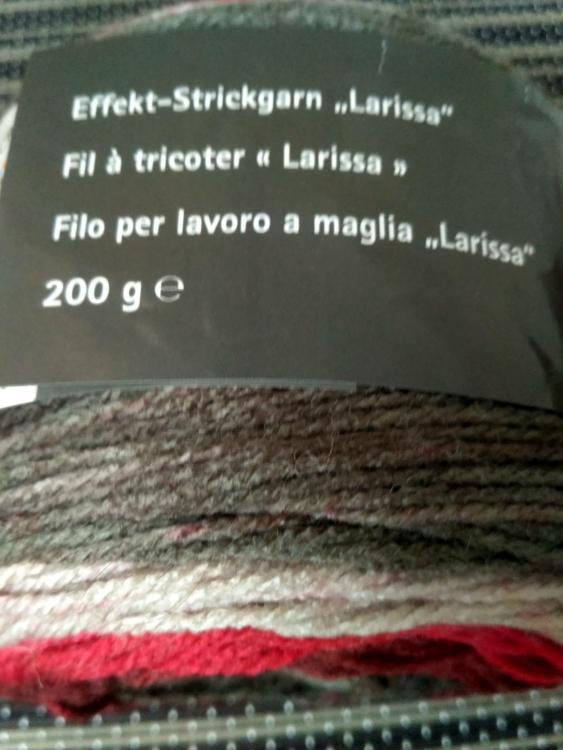 Effekt-Strickgarn „Larissa“
Fil à tricoter « Larissa »
Filo per lavoro a maglia „Larissa“
200 g ℮